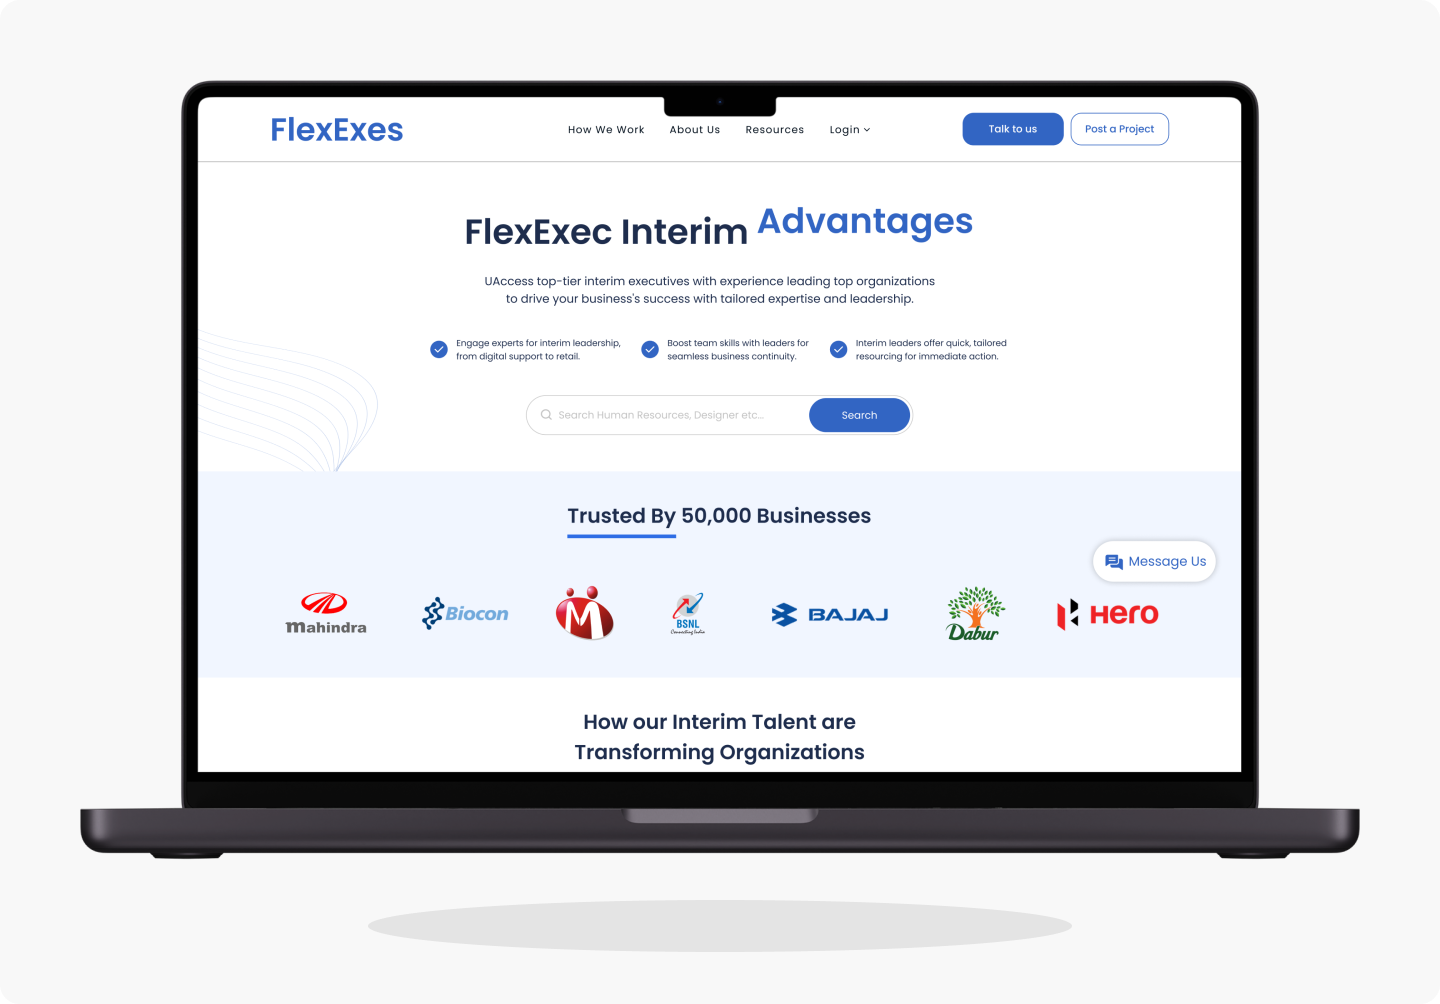 FlexExes
How We Work
About Us
Resources
Login
Talk to us
Post a Project
FlexExec Interim Advantages
UAccess top-tier interim executives with experience leading top organizations
to drive your business's success with tailored expertise and leadership.
Engage experts for interim leadership,
from digital support to retail.
Boost team skills with leaders for
seamless business continuity.
Interim leaders offer quick, tailored
resourcing for immediate action.
Search Human Resources, Designer etc...
Search
Trusted By 50,000 Businesses
Message Us
mahindra
Biocon
M
BSNL
Connecting India
BAJAJ
Dabur
Hero
How our Interim Talent are
Transforming Organizations